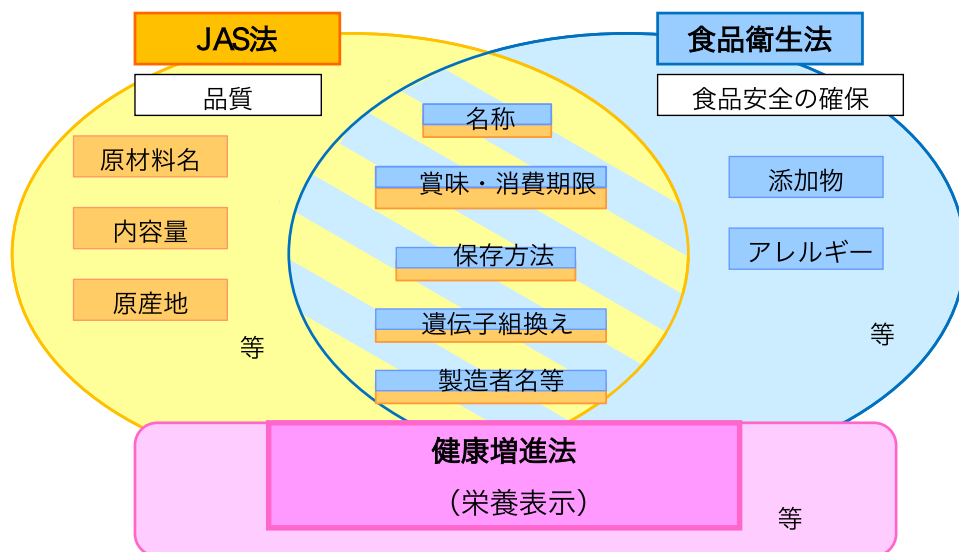 JAS法
食品衛生法
品質
食品安全の確保
名称
原材料名
賞味・消費期限
添加物
内容量
保存方法
アレルギー
原産地
遺伝子組換え
等
等
製造者名等
健康増進法
（栄養表示）
等